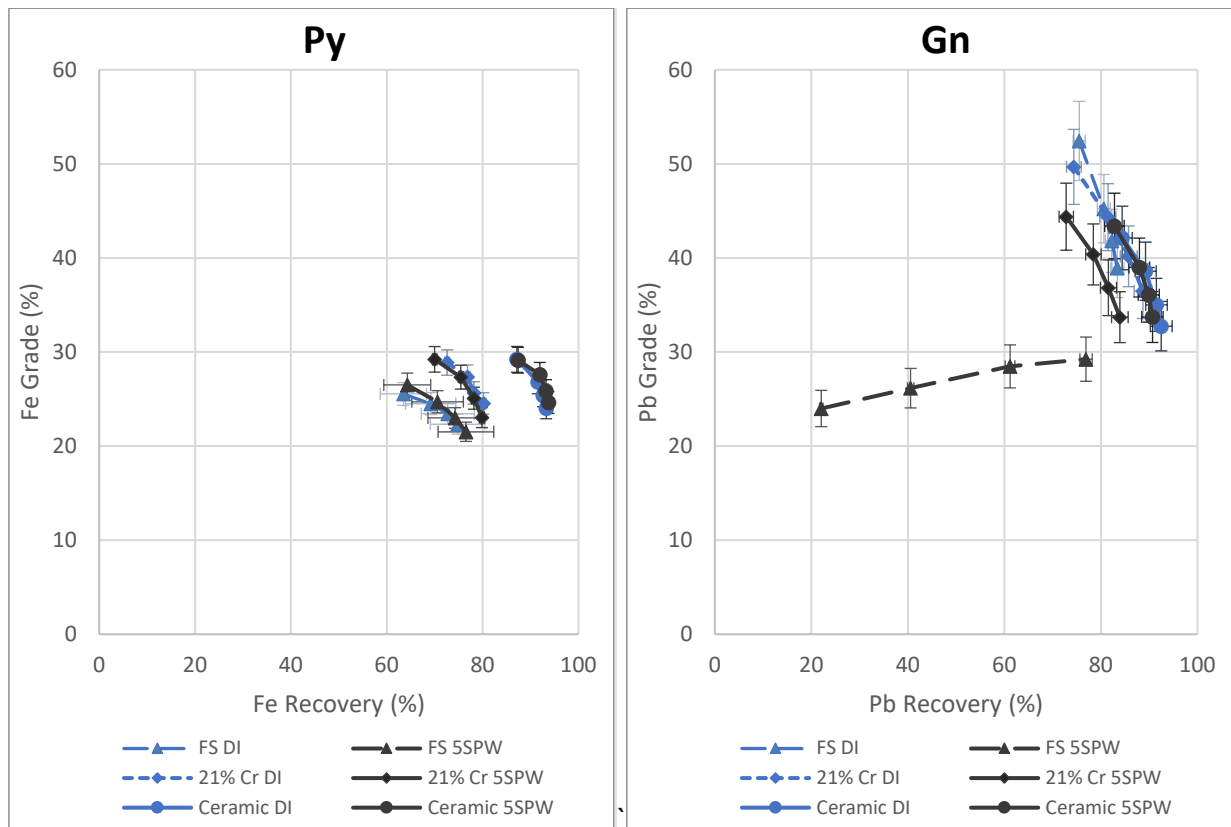 Py
60
50
40
30
20
10
0
Fe Grade (%)
0 20 40 60 80 100
Fe Recovery (%)
FS DI FS 5SPW
21% Cr DI 21% Cr 5SPW
Ceramic DI Ceramic 5SPW
`
Gn
60
50
40
30
20
10
0
Pb Grade (%)
0 20 40 60 80 100
Pb Recovery (%)
FS DI FS 5SPW
21% Cr DI 21% Cr 5SPW
Ceramic DI Ceramic 5SPW